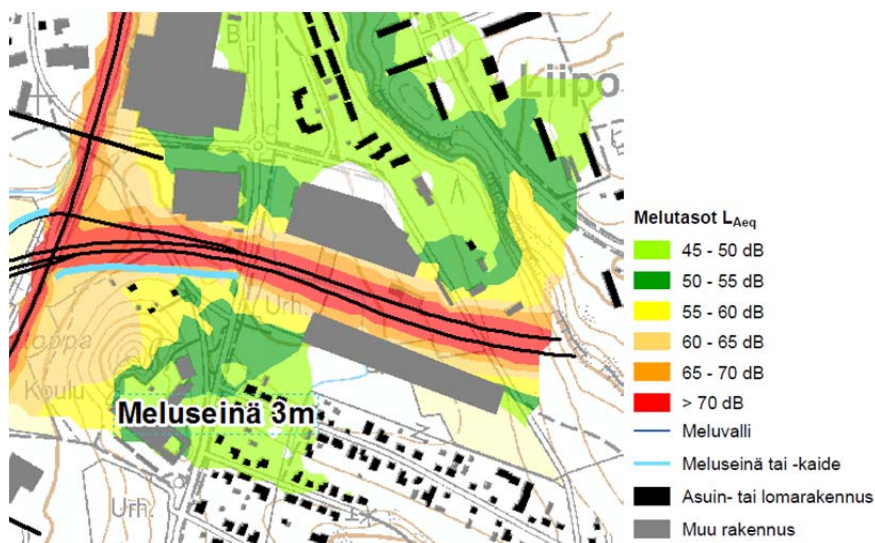 B
Liipo
Urh.
Koulu
Meluseinä 3m
Urh.
Melutasot LAeq
45 - 50 dB
50 - 55 dB
55 - 60 dB
60 - 65 dB
65 - 70 dB
> 70 dB
Meluvalli
Meluseinä tai -kaide
Asuin- tai lomarakennus
Muu rakennus